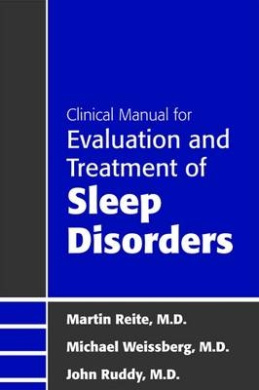 Clinical Manual for
Evaluation and
Treatment of
Sleep
Disorders
Martin Reite, M.D.
Michael Weissberg, M.D.
John Ruddy, M.D.